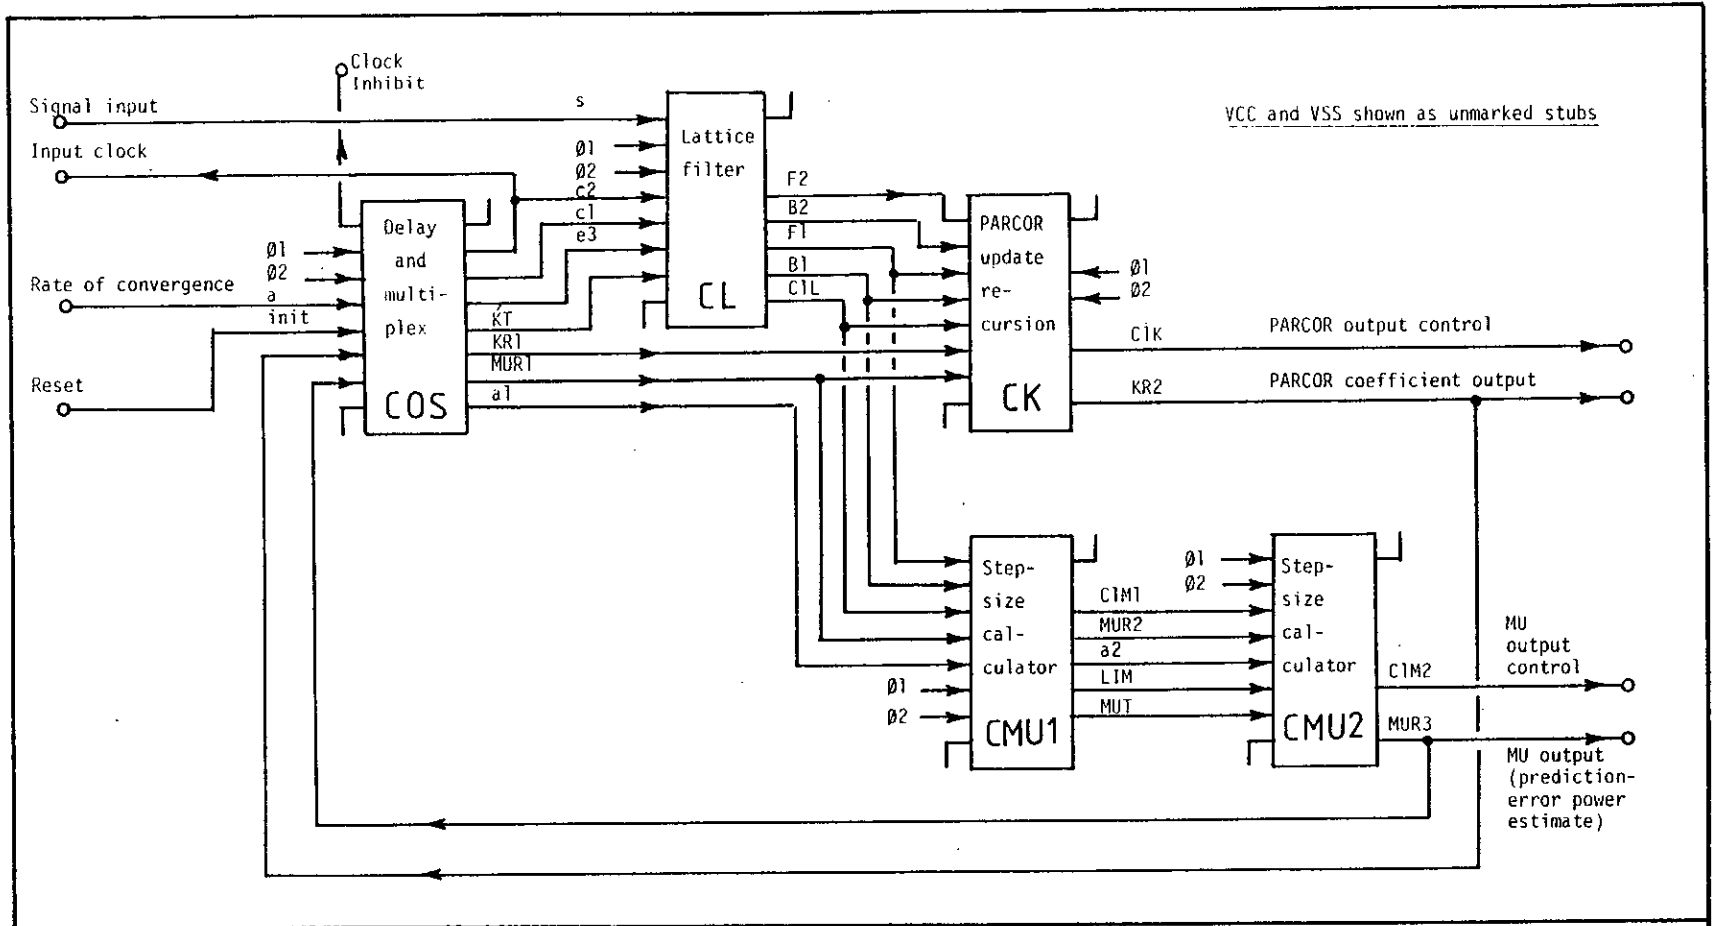 Clock
Inhibit
Signal input
s
Input clock
VCC and VSS shown as unmarked stubs
Lattice
filter
CL
Ø1
Ø2
c2
c1
e3
Delay
and
multi-
plex
COS
Ø1
Ø2
Rate of convergence
a
init
Reset
KT
KR1
MUR1
a1
F2
B2
F1
B1
C1L
PARCOR
update
re-
cursion
CK
Ø1
Ø2
C1K
PARCOR output control
KR2
PARCOR coefficient output
Step-
size
cal-
culator
CMU1
Ø1
Ø2
C1M1
MUR2
a2
LIM
MUT
Ø1
Ø2
Step-
size
cal-
culator
CMU2
C1M2
MUR3
MU
output
control
MU output
(prediction-
error power
estimate)